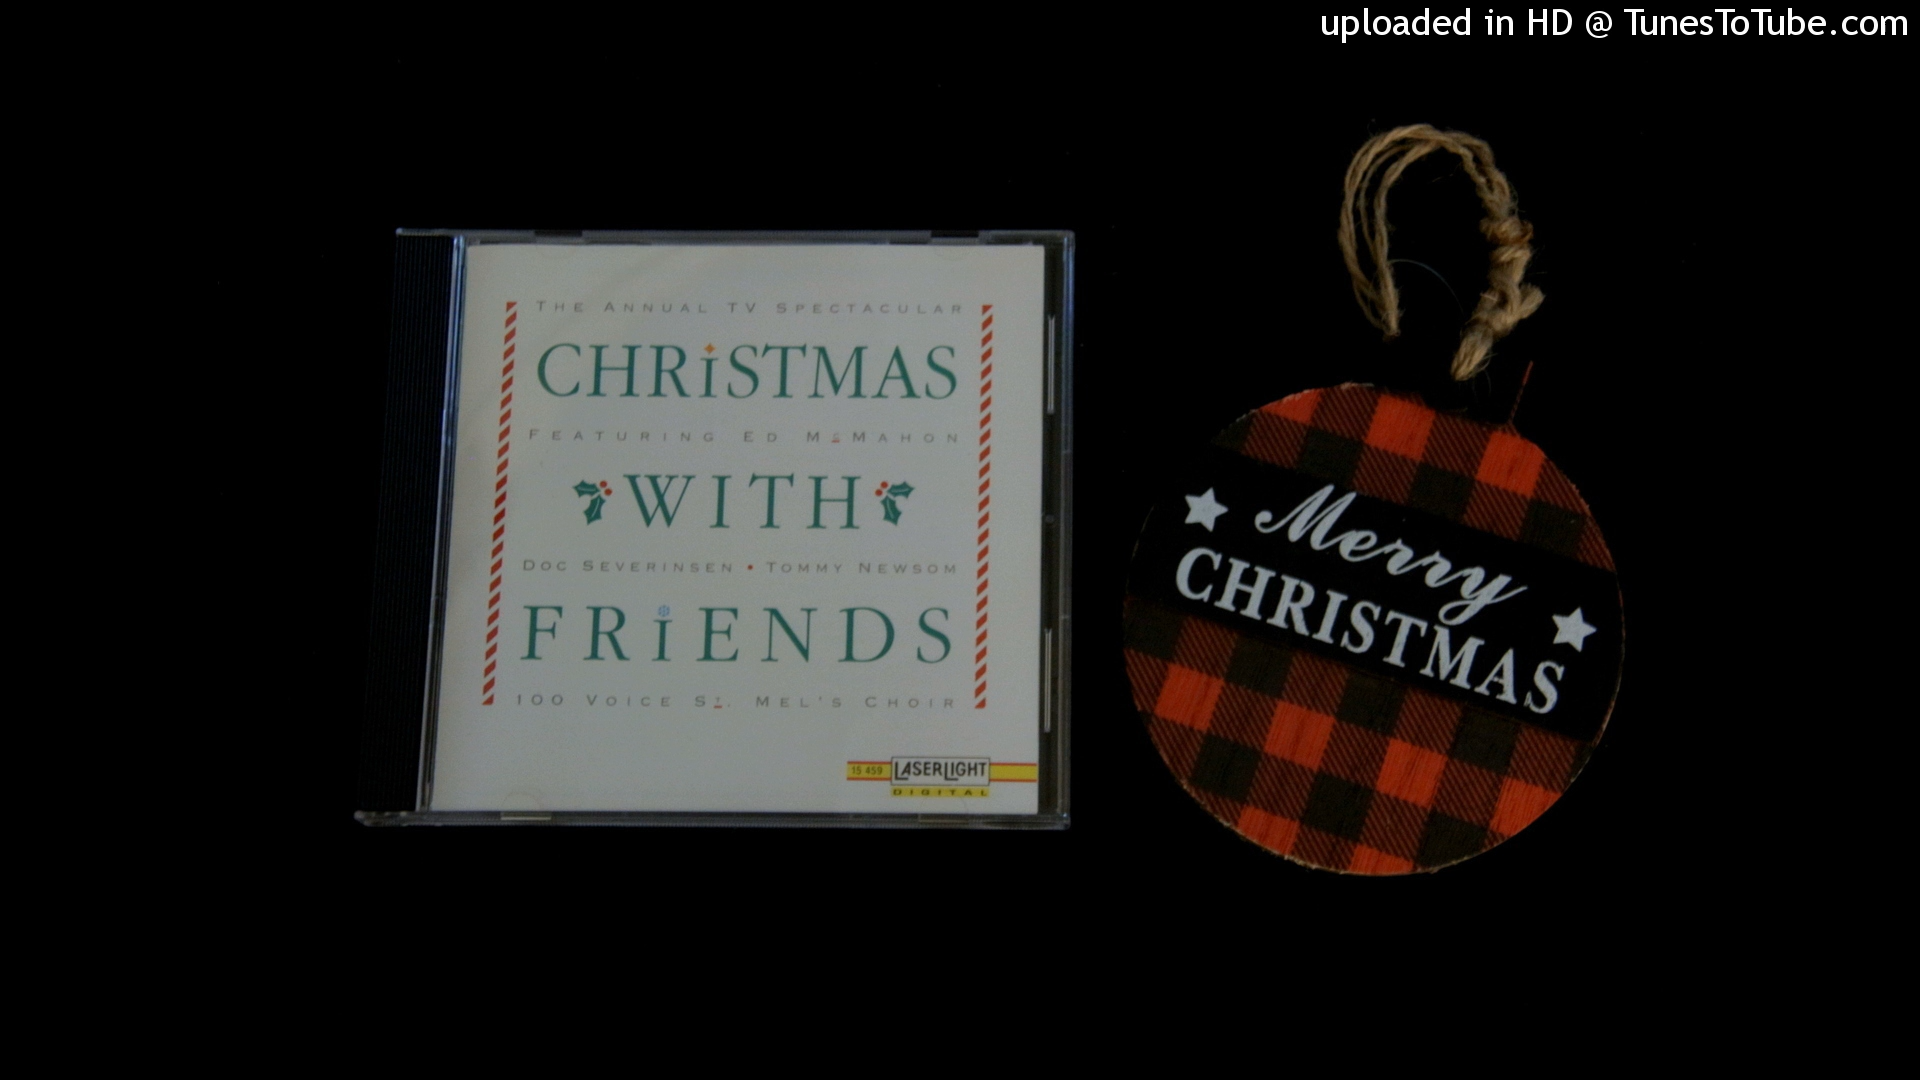 uploaded in HD @ TunesToTube.com
THE ANNUAL TV SPECTACULAR
CHRiSTMAS
FEATURING ED McMAHON
WITH
DOC SEVERINSEN • TOMMY NEWSOM
FRiENDS
100 VOICE ST. MEL'S CHOIR
15 459 LASERLIGHT
DIGITAL
Merry
CHRISTMAS